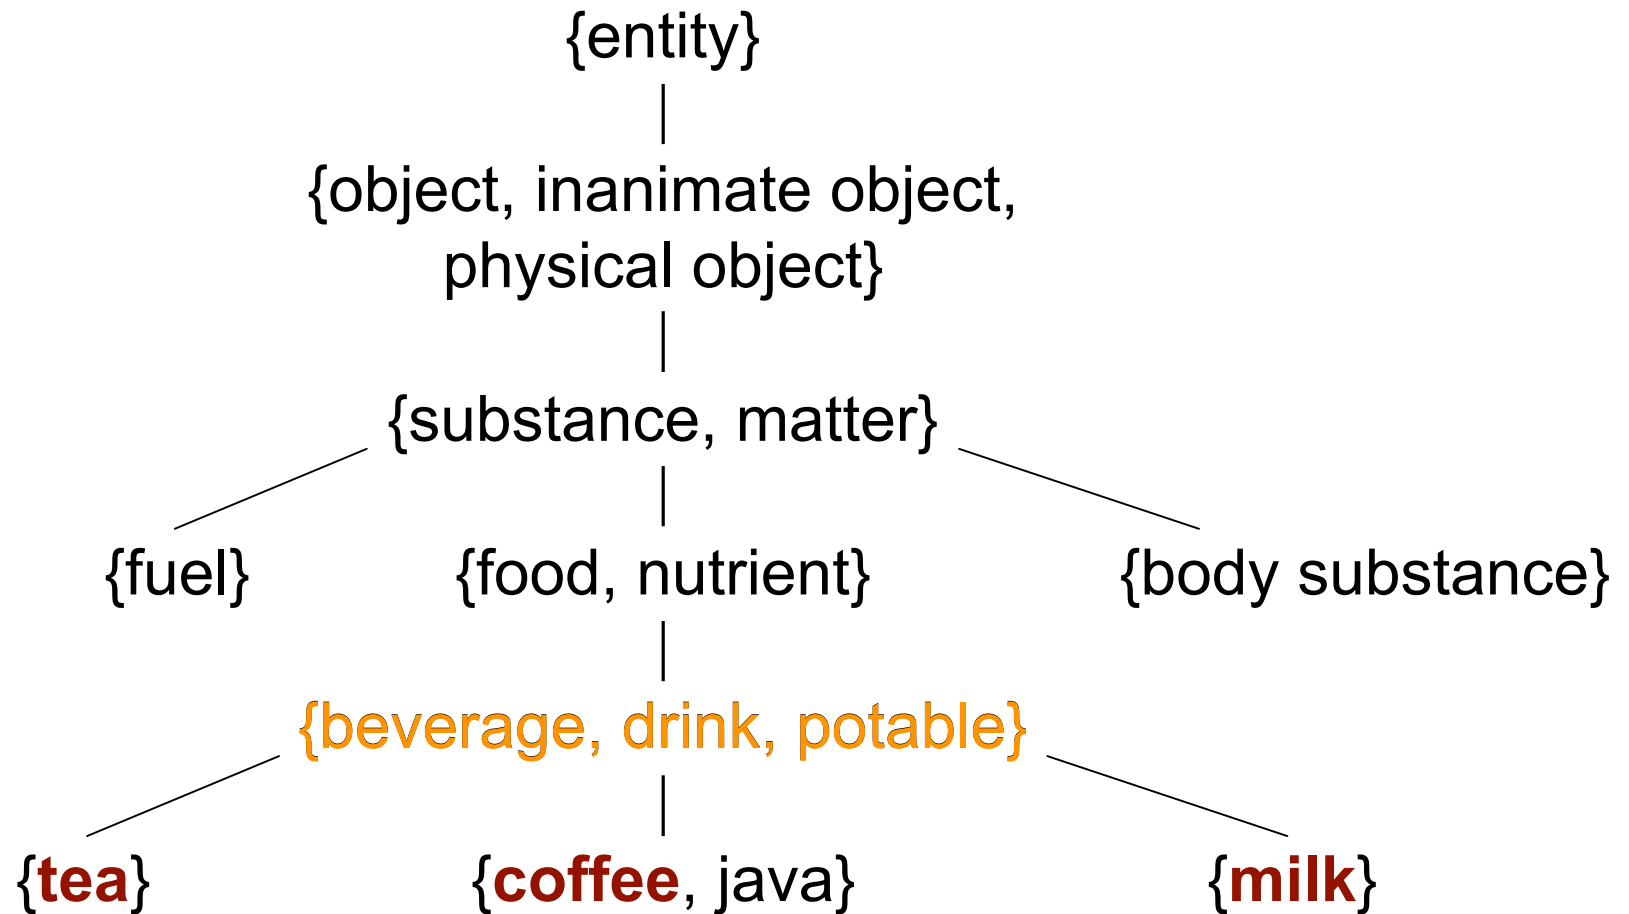 {entity}
{object, inanimate object,
physical object}
{substance, matter}
{fuel}
{food, nutrient}
{body substance}
{beverage, drink, potable}
{tea}
{coffee, java}
{milk}